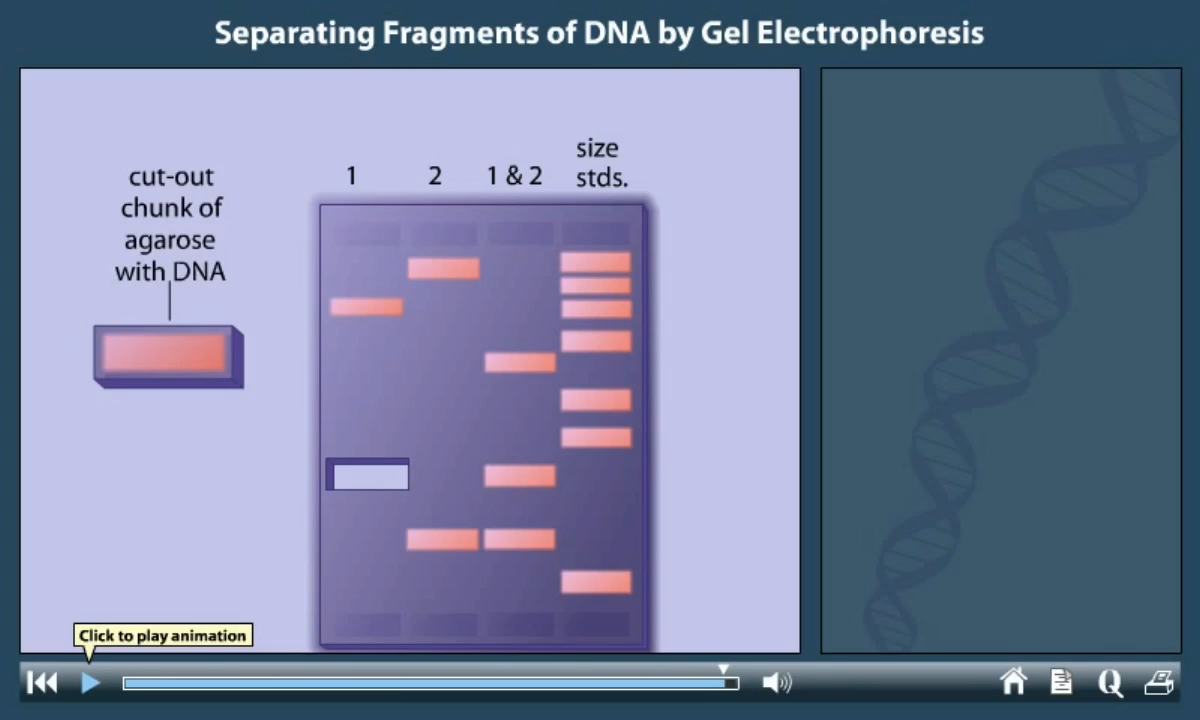 Separating Fragments of DNA by Gel Electrophoresis
cut-out
chunk of
agarose
with DNA
1 2 1 & 2 size
stds.
Click to play animation
Q